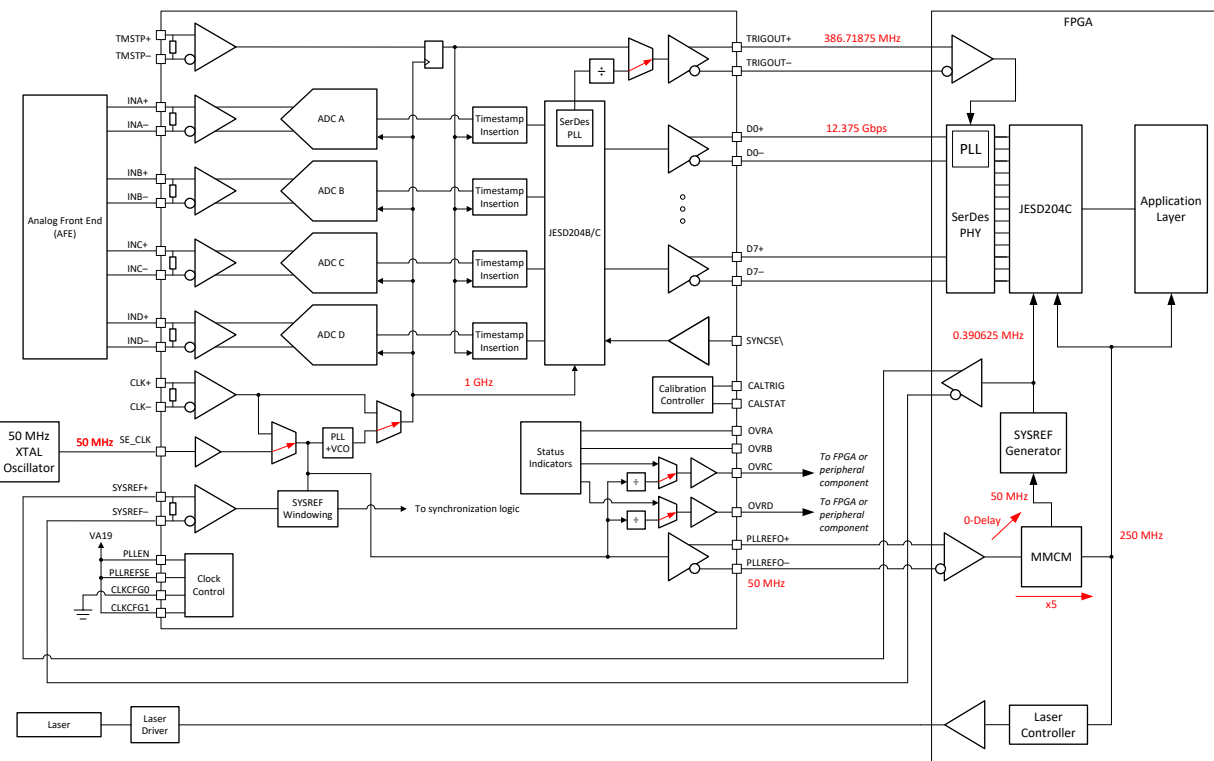 FPGA
TMSTP+
TMSTP–
TRIGOUT+
386.71875 MHz
TRIGOUT–
÷
INA+
INA–
ADC A
Timestamp
Insertion
SerDes
PLL
D0+
12.375 Gbps
D0–
PLL
INB+
INB–
ADC B
Timestamp
Insertion
Analog Front End
(AFE)
JESD204B/C
SerDes
PHY
JESD204C
Application
Layer
INC+
INC–
ADC C
Timestamp
Insertion
D7+
D7–
IND+
IND–
ADC D
Timestamp
Insertion
SYNCSE\
0.390625 MHz
CLK+
CLK–
1 GHz
Calibration
Controller
CALTRIG
CALSTAT
50 MHz
XTAL
Oscillator
50 MHz
SE_CLK
PLL
+VCO
Status
Indicators
OVRA
OVRB
OVRC
OVRD
÷
÷
To FPGA or
peripheral
component
To FPGA or
peripheral
component
SYSREF
Generator
SYSREF+
SYSREF–
SYSREF
Windowing
To synchronization logic
50 MHz
0-Delay
VA19
PLLEN
PLLREFSE
CLKCFG0
CLKCFG1
Clock
Control
PLLREFO+
PLLREFO–
50 MHz
MMCM
x5
250 MHz
Laser
Laser
Driver
Laser
Controller